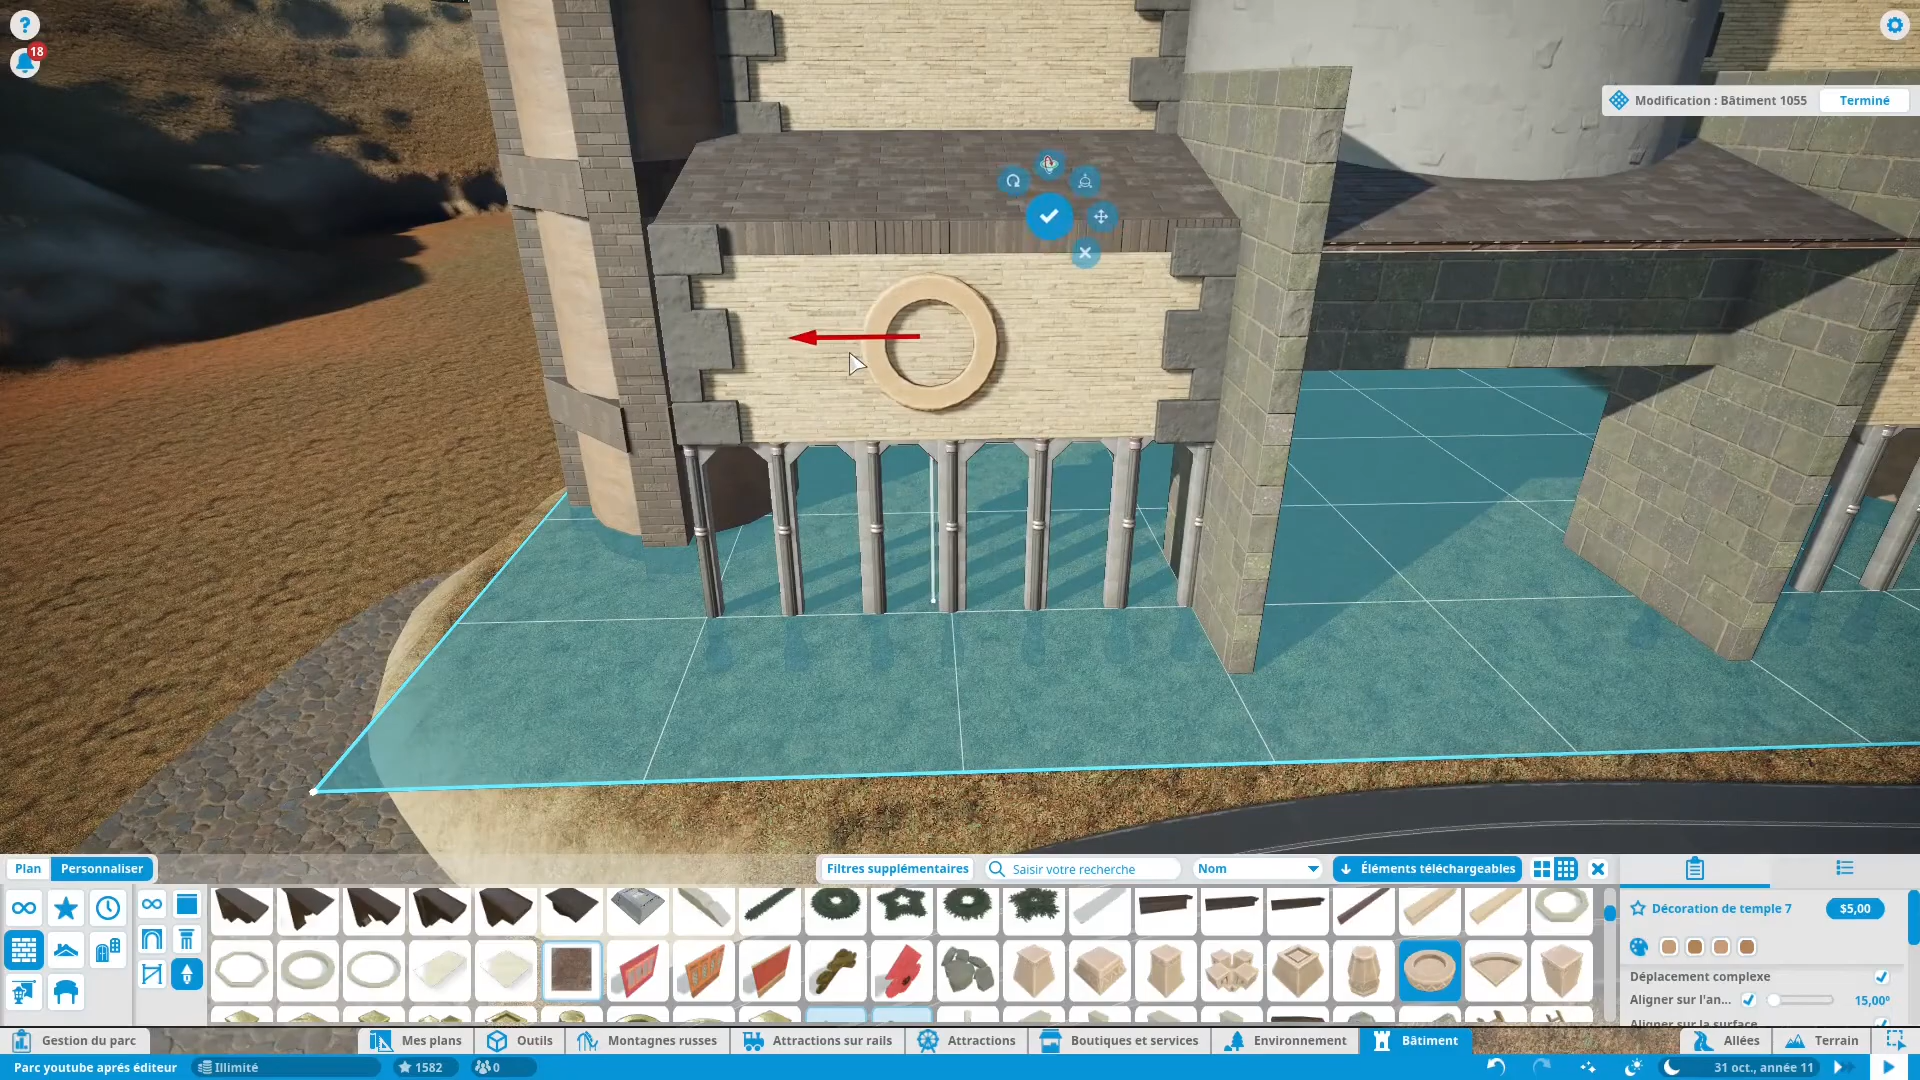 ?
18
Modification : Bâtiment 1055
Terminé
Plan
Personnaliser
Filtres supplémentaires
Saisir votre recherche
Nom
Éléments téléchargeables
Décoration de temple 7
$5,00
Déplacement complexe
Aligner sur l'an...
15,00°
Gestion du parc
Mes plans
Outils
Montagnes russes
Attractions sur rails
Attractions
Boutiques et services
Environnement
Bâtiment
Allées
Terrain
Parc youtube aprés éditeur
Illimité
1582
0
31 oct., année 11